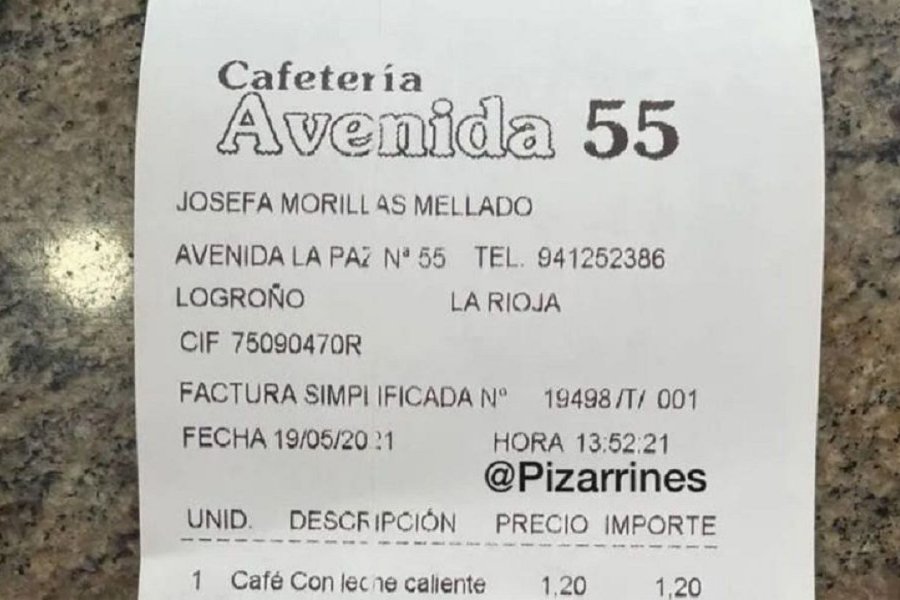 Cafetería
Avenida 55
JOSEFA MORILLAS MELLADO
AVENIDA LA PAZ Nª 55 TEL. 941252386
LOGROÑO LA RIOJA
CIF 75090470R
FACTURA SIMPLIFICADA Nº 19498/T/ 001
FECHA 19/05/2021 HORA 13:52:21
@Pizarrines
UNID. DESCRIPCIÓN PRECIO IMPORTE
1 Café Con leche caliente 1,20 1,20